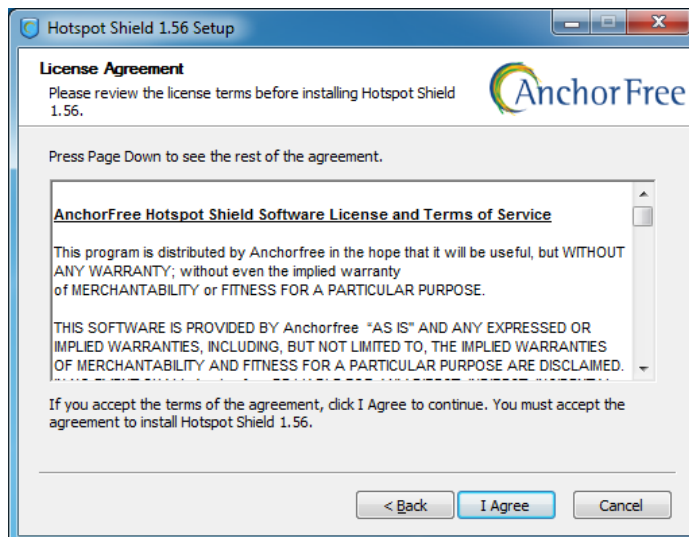 Hotspot Shield 1.56 Setup
License Agreement
Please review the license terms before installing Hotspot Shield
1.56.
AnchorFree
Press Page Down to see the rest of the agreement.
AnchorFree Hotspot Shield Software License and Terms of Service
This program is distributed by Anchorfree in the hope that it will be useful, but WITHOUT
ANY WARRANTY; without even the implied warranty
of MERCHANTABILITY or FITNESS FOR A PARTICULAR PURPOSE.
THIS SOFTWARE IS PROVIDED BY Anchorfree “AS IS” AND ANY EXPRESSED OR
IMPLIED WARRANTIES, INCLUDING, BUT NOT LIMITED TO, THE IMPLIED WARRANTIES
OF MERCHANTABILITY AND FITNESS FOR A PARTICULAR PURPOSE ARE DISCLAIMED.
If you accept the terms of the agreement, click I Agree to continue. You must accept the
agreement to install Hotspot Shield 1.56.
< Back
I Agree
Cancel